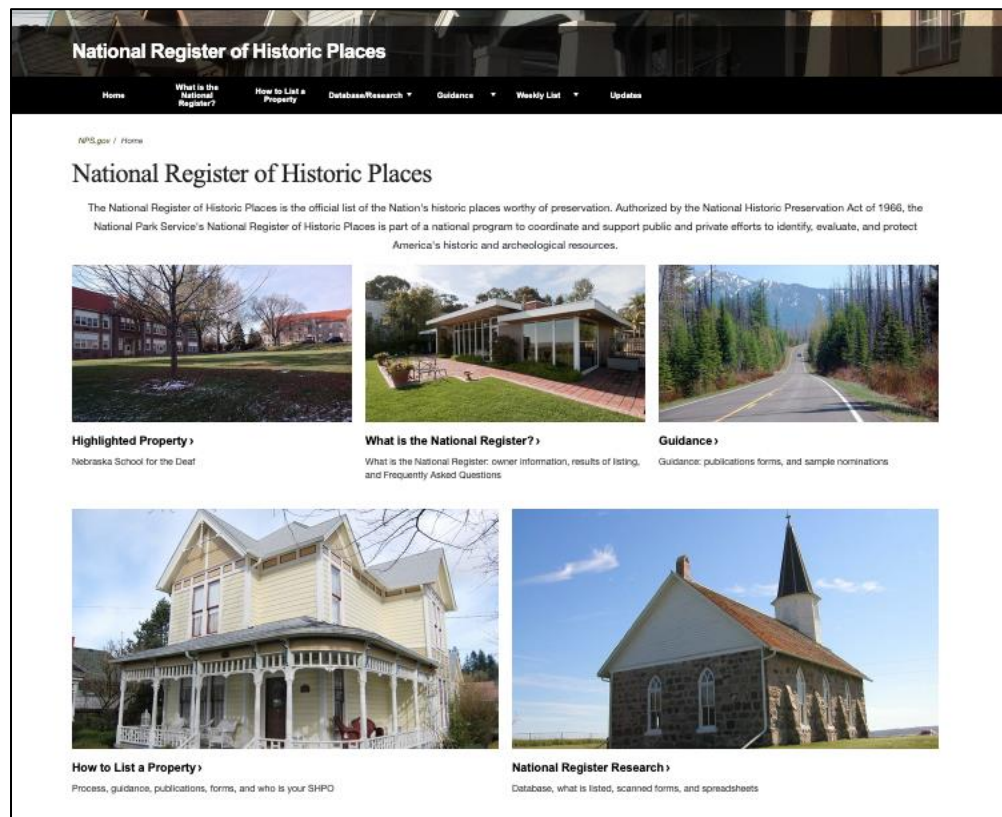 National Register of Historic Places
Home
What is the
National
Register?
How to List a
Property
Database/Research
Guidance
Weekly List
Updates
NPS.gov / Home
National Register of Historic Places
The National Register of Historic Places is the official list of the Nation's historic places worthy of preservation. Authorized by the National Historic Preservation Act of 1966, the
National Park Service's National Register of Historic Places is part of a national program to coordinate and support public and private efforts to identify, evaluate, and protect
America's historic and archeological resources.
Highlighted Property ›
Nebraska School for the Deaf
What is the National Register? ›
What is the National Register: owner information, results of listing,
and Frequently Asked Questions
Guidance ›
Guidance: publications forms, and sample nominations
How to List a Property ›
Process, guidance, publications, forms, and who is your SHPO
National Register Research ›
Database, what is listed, scanned forms, and spreadsheets